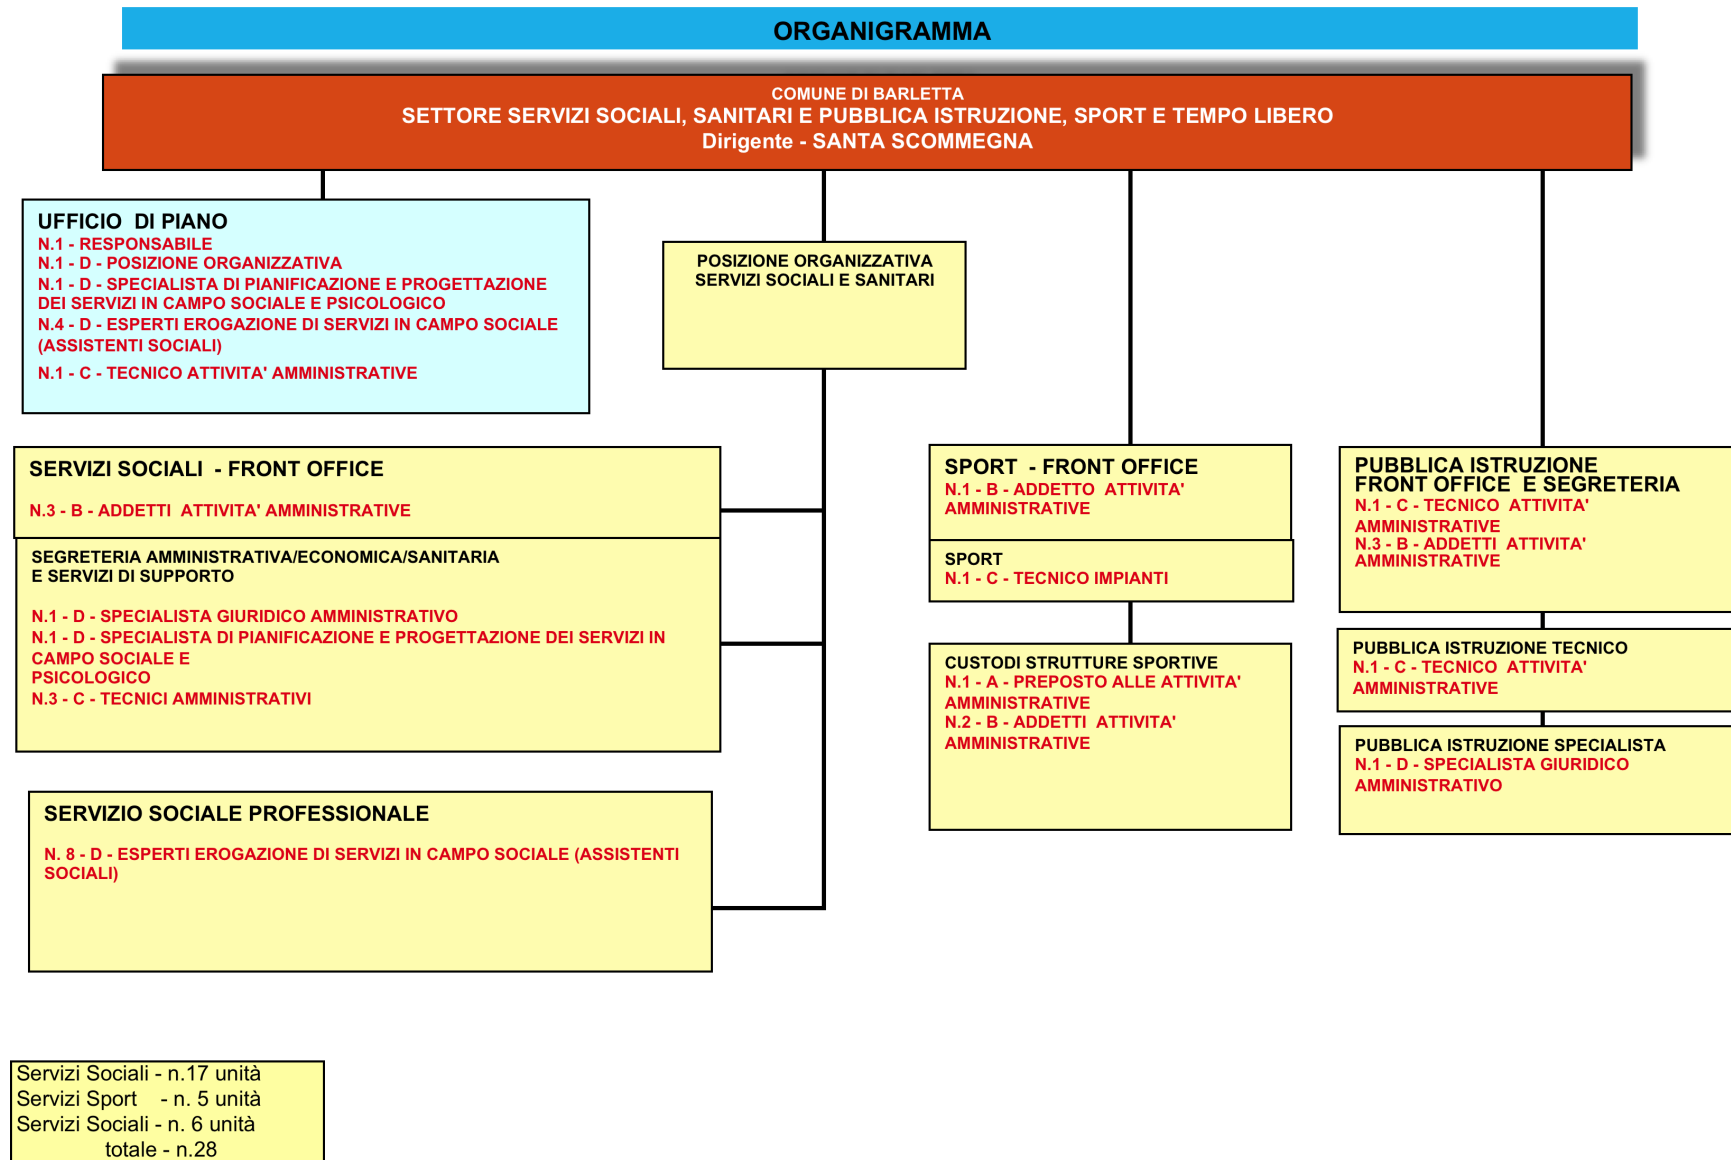 ORGANIGRAMMA
COMUNE DI BARLETTA
SETTORE SERVIZI SOCIALI, SANITARI E PUBBLICA ISTRUZIONE, SPORT E TEMPO LIBERO
Dirigente - SANTA SCOMMEGNA
UFFICIO DI PIANO
N.1 - RESPONSABILE
N.1 - D - POSIZIONE ORGANIZZATIVA
N.1 - D - SPECIALISTA DI PIANIFICAZIONE E PROGETTAZIONE
DEI SERVIZI IN CAMPO SOCIALE E PSICOLOGICO
N.4 - D - ESPERTI EROGAZIONE DI SERVIZI IN CAMPO SOCIALE
(ASSISTENTI SOCIALI)
N.1 - C - TECNICO ATTIVITA' AMMINISTRATIVE
POSIZIONE ORGANIZZATIVA
SERVIZI SOCIALI E SANITARI
SERVIZI SOCIALI - FRONT OFFICE
N.3 - B - ADDETTI ATTIVITA' AMMINISTRATIVE
SEGRETERIA AMMINISTRATIVA/ECONOMICA/SANITARIA
E SERVIZI DI SUPPORTO
N.1 - D - SPECIALISTA GIURIDICO AMMINISTRATIVO
N.1 - D - SPECIALISTA DI PIANIFICAZIONE E PROGETTAZIONE DEI SERVIZI IN
CAMPO SOCIALE E
PSICOLOGICO
N.3 - C - TECNICI AMMINISTRATIVI
SERVIZIO SOCIALE PROFESSIONALE
N. 8 - D - ESPERTI EROGAZIONE DI SERVIZI IN CAMPO SOCIALE (ASSISTENTI
SOCIALI)
SPORT - FRONT OFFICE
N.1 - B - ADDETTO ATTIVITA'
AMMINISTRATIVE
SPORT
N.1 - C - TECNICO IMPIANTI
CUSTODI STRUTTURE SPORTIVE
N.1 - A - PREPOSTO ALLE ATTIVITA'
AMMINISTRATIVE
N.2 - B - ADDETTI ATTIVITA'
AMMINISTRATIVE
PUBBLICA ISTRUZIONE
FRONT OFFICE E SEGRETERIA
N.1 - C - TECNICO ATTIVITA'
AMMINISTRATIVE
N.3 - B - ADDETTI ATTIVITA'
AMMINISTRATIVE
PUBBLICA ISTRUZIONE TECNICO
N.1 - C - TECNICO ATTIVITA'
AMMINISTRATIVE
PUBBLICA ISTRUZIONE SPECIALISTA
N.1 - D - SPECIALISTA GIURIDICO
AMMINISTRATIVO
Servizi Sociali - n.17 unità
Servizi Sport - n. 5 unità
Servizi Sociali - n. 6 unità
totale - n.28